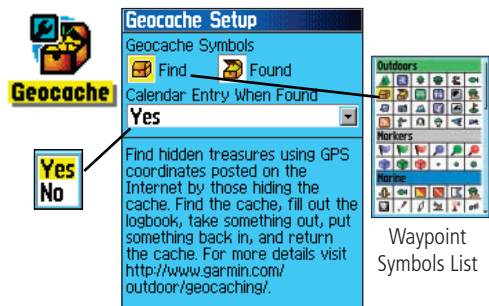 Geocache Setup
Geocache Symbols
Find
Found
Geocache
Calendar Entry When Found
Yes
Yes
No
Find hidden treasures using GPS
coordinates posted on the
Internet by those hiding the
cache. Find the cache, fill out the
logbook, take something out, put
something back in, and return
the cache. For more details visit
http://www.garmin.com/
outdoor/geocaching/.
Outdoors
Markers
Marine
Waypoint
Symbols List